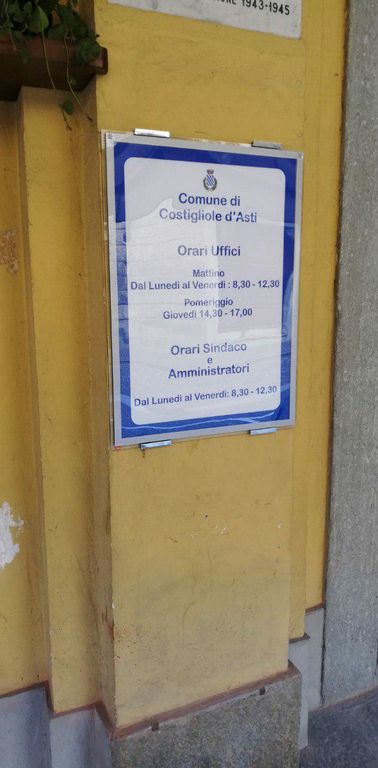 1943-1945
Comune di
Costigliole d'Asti
Orari Uffici
Mattino
Dal Lunedì al Venerdì : 8,30 - 12,30
Pomeriggio
Giovedì 14,30 - 17,00
Orari Sindaco
e
Amministratori
Dal Lunedì al Venerdì: 8,30 - 12,30